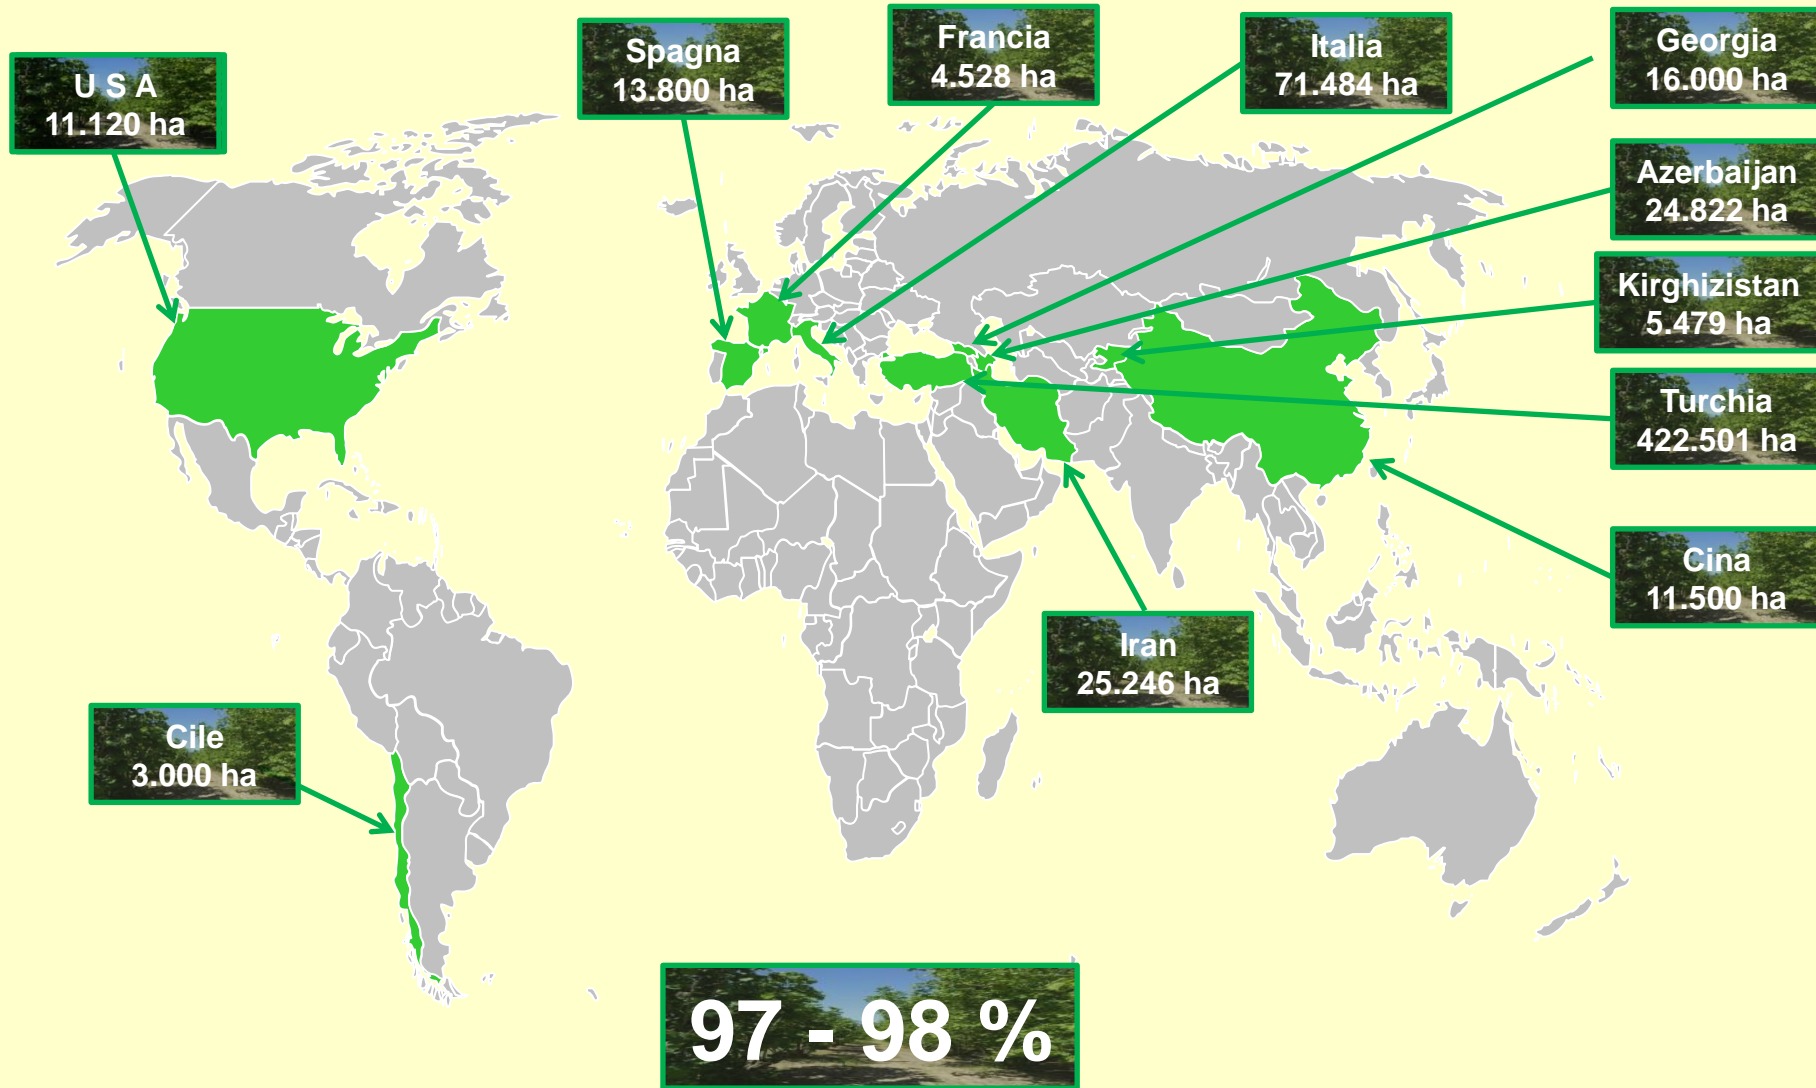 U S A
11.120 ha
Spagna
13.800 ha
Francia
4.528 ha
Italia
71.484 ha
Georgia
16.000 ha
Azerbaijan
24.822 ha
Kirghizistan
5.479 ha
Turchia
422.501 ha
Cina
11.500 ha
Iran
25.246 ha
Cile
3.000 ha
97 - 98 %